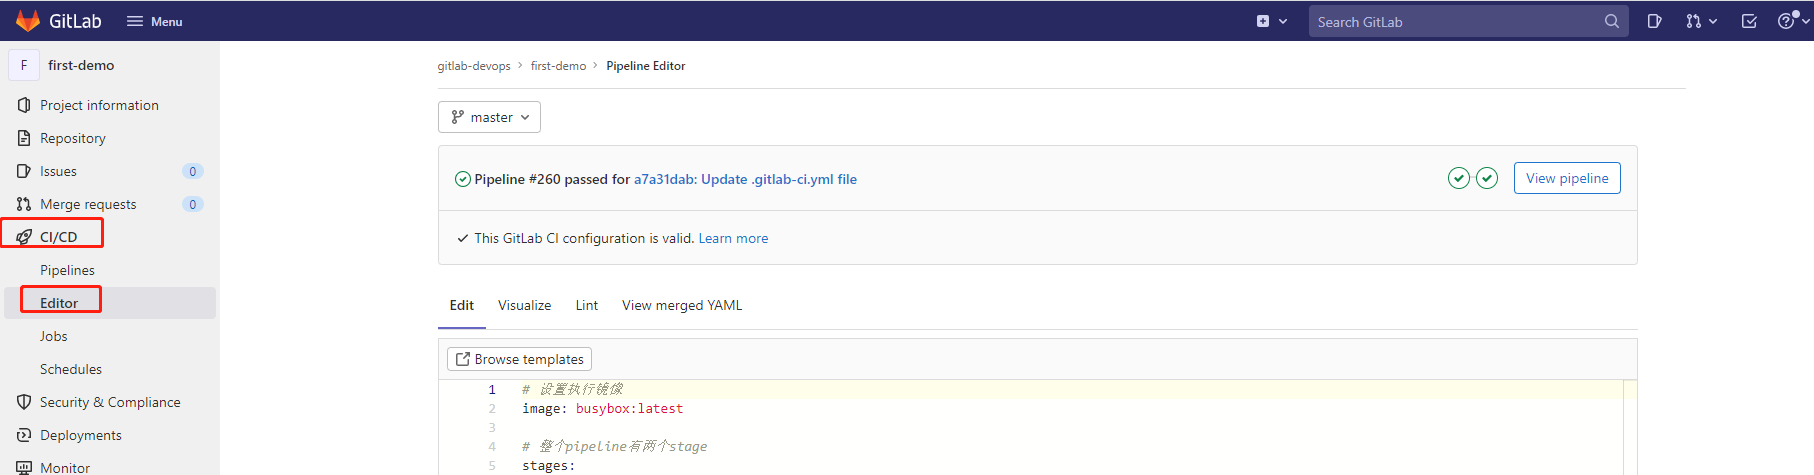 GitLab Menu Search GitLab
F first-demo
Project information
Repository
Issues 0
Merge requests 0
CI/CD
Pipelines
Editor
Jobs
Schedules
Security & Compliance
Deployments
Monitor
gitlab-devops > first-demo > Pipeline Editor
master
Pipeline #260 passed for a7a31dab: Update .gitlab-ci.yml file View pipeline
This GitLab CI configuration is valid. Learn more
Edit Visualize Lint View merged YAML
Browse templates
1 # 设置执行镜像
2 image: busybox:latest
3
4 # 整个pipeline有两个stage
5 stages: